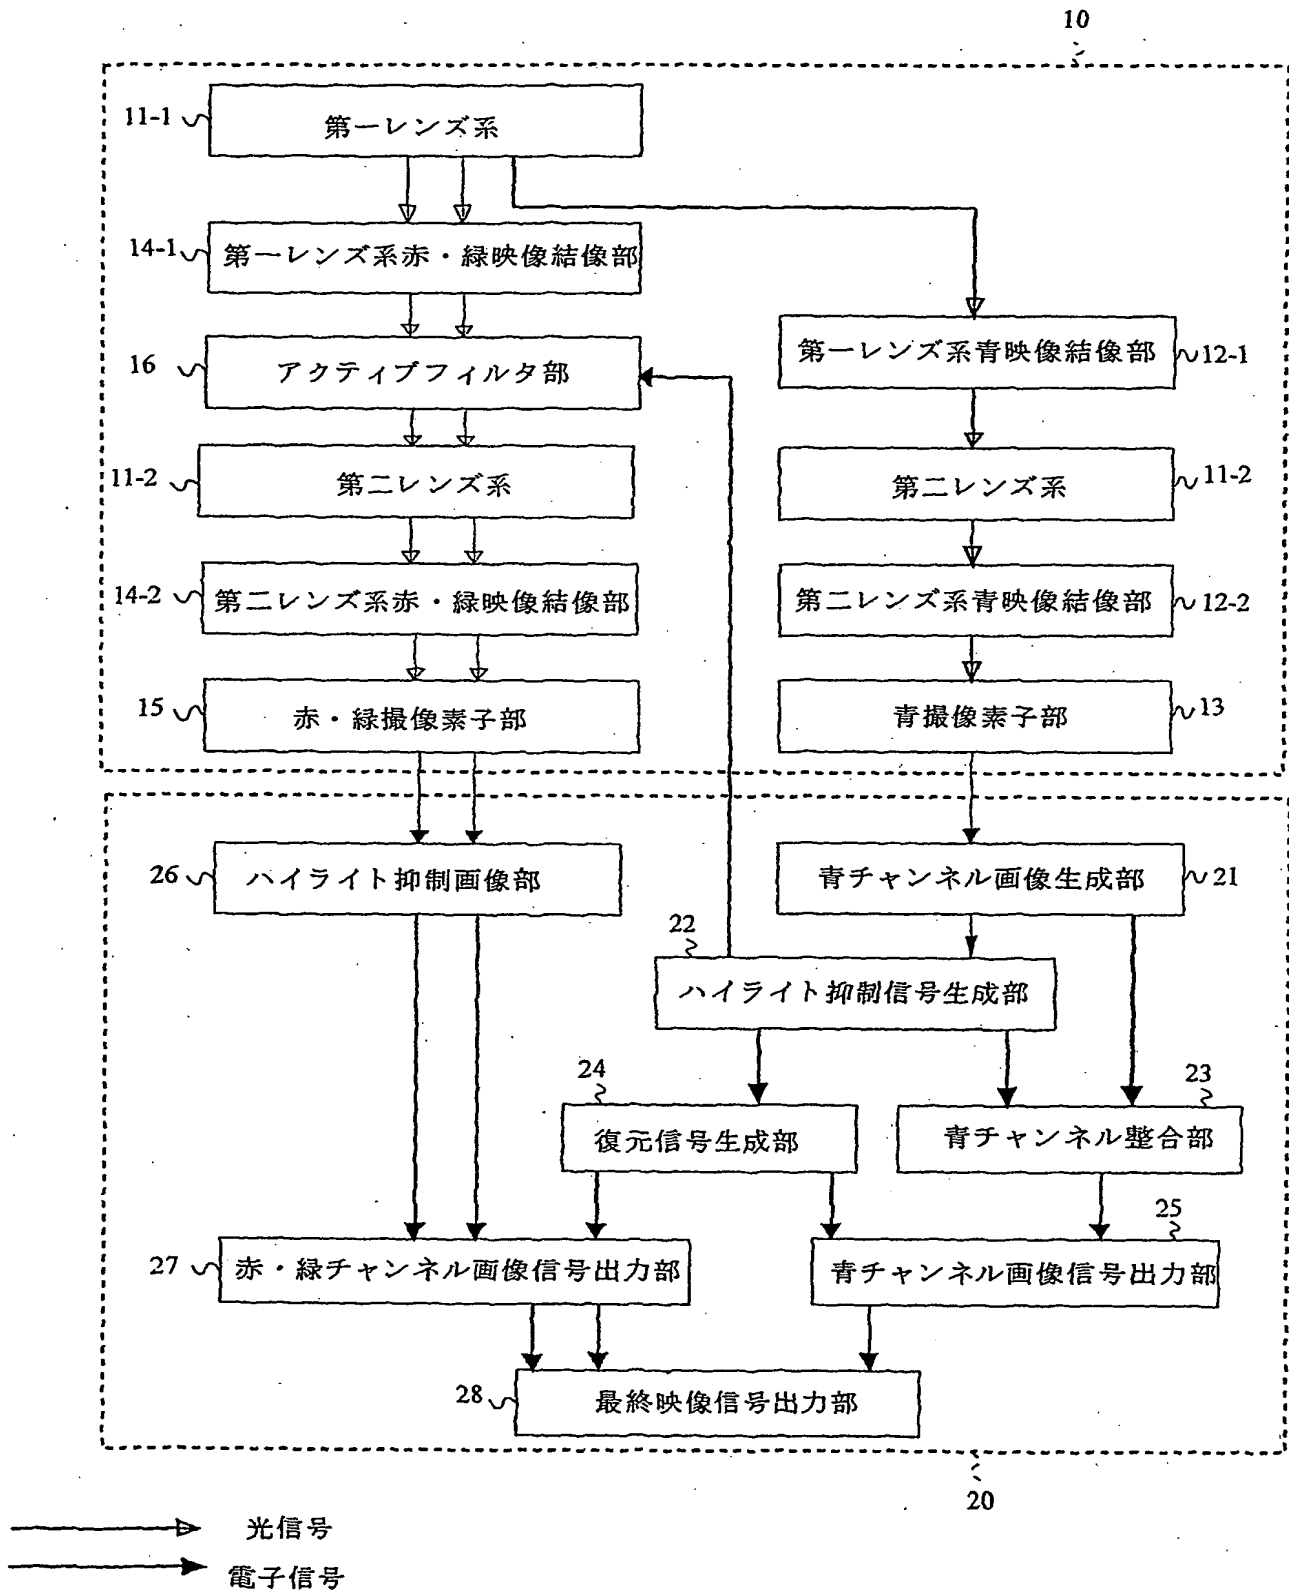 10
11-1
第一レンズ系
14-1
第一レンズ系赤・緑映像結像部
16
アクティブフィルタ部
第一レンズ系青映像結像部
12-1
11-2
第二レンズ系
第二レンズ系
11-2
14-2
第二レンズ系赤・緑映像結像部
第二レンズ系青映像結像部
12-2
15
赤・緑撮像素子部
青撮像素子部
13
26
ハイライト抑制画像部
青チャンネル画像生成部
21
22
ハイライト抑制信号生成部
24
復元信号生成部
23
青チャンネル整合部
27
赤・緑チャンネル画像信号出力部
25
青チャンネル画像信号出力部
28
最終映像信号出力部
20
光信号
電子信号